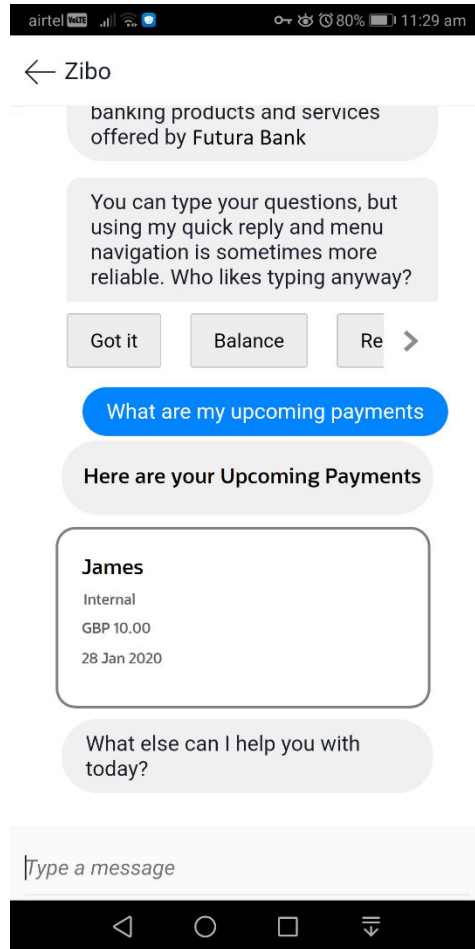 airtel VoLTE 80% 11:29 am
Zibo
banking products and services
offered by Futura Bank
You can type your questions, but
using my quick reply and menu
navigation is sometimes more
reliable. Who likes typing anyway?
Got it Balance Re
What are my upcoming payments
Here are your Upcoming Payments
James
Internal
GBP 10.00
28 Jan 2020
What else can I help you with
today?
Type a message